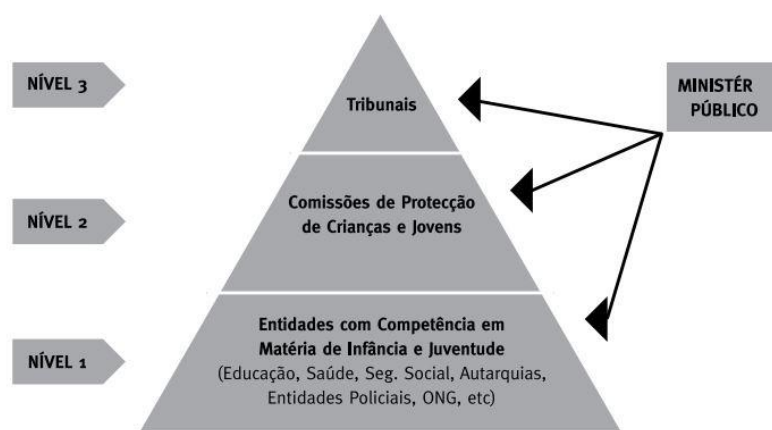 NÍVEL 3
Tribunais
MINISTÉR
PÚBLICO
NÍVEL 2
Comissões de Protecção
de Crianças e Jovens
NÍVEL 1
Entidades com Competência em
Matéria de Infância e Juventude
(Educação, Saúde, Seg. Social, Autarquias,
Entidades Policiais, ONG, etc)